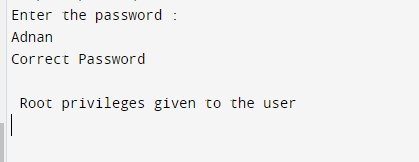 Enter the password :
Adnan
Correct Password
Root privileges given to the user